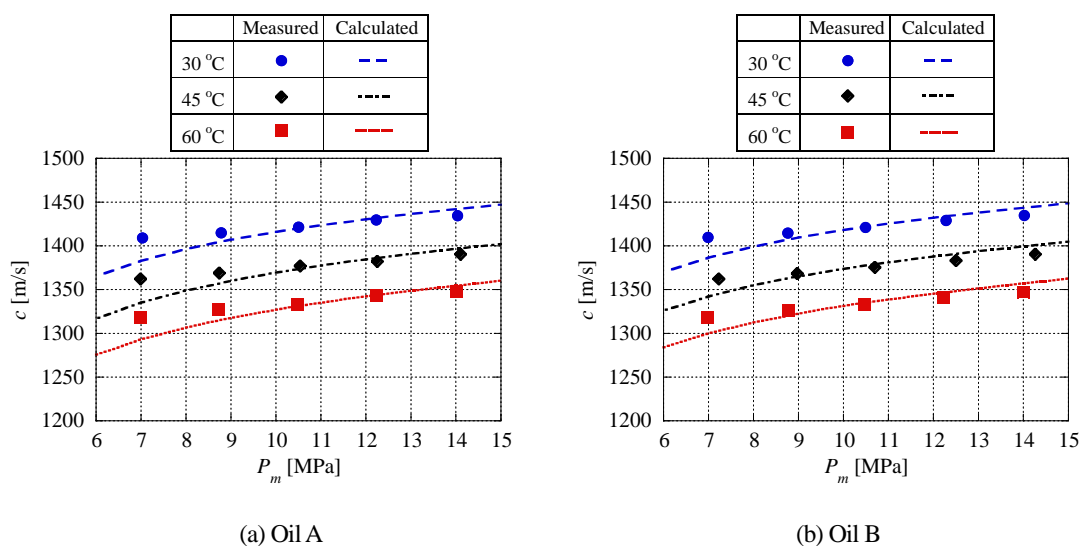 Measured Calculated
30 °C
45 °C
60 °C
1500
1450
1400
1350
1300
1250
1200
c [m/s]
6 7 8 9 10 11 12 13 14 15
P_m [MPa]
(a) Oil A
Measured Calculated
30 °C
45 °C
60 °C
1500
1450
1400
1350
1300
1250
1200
c [m/s]
6 7 8 9 10 11 12 13 14 15
P_m [MPa]
(b) Oil B